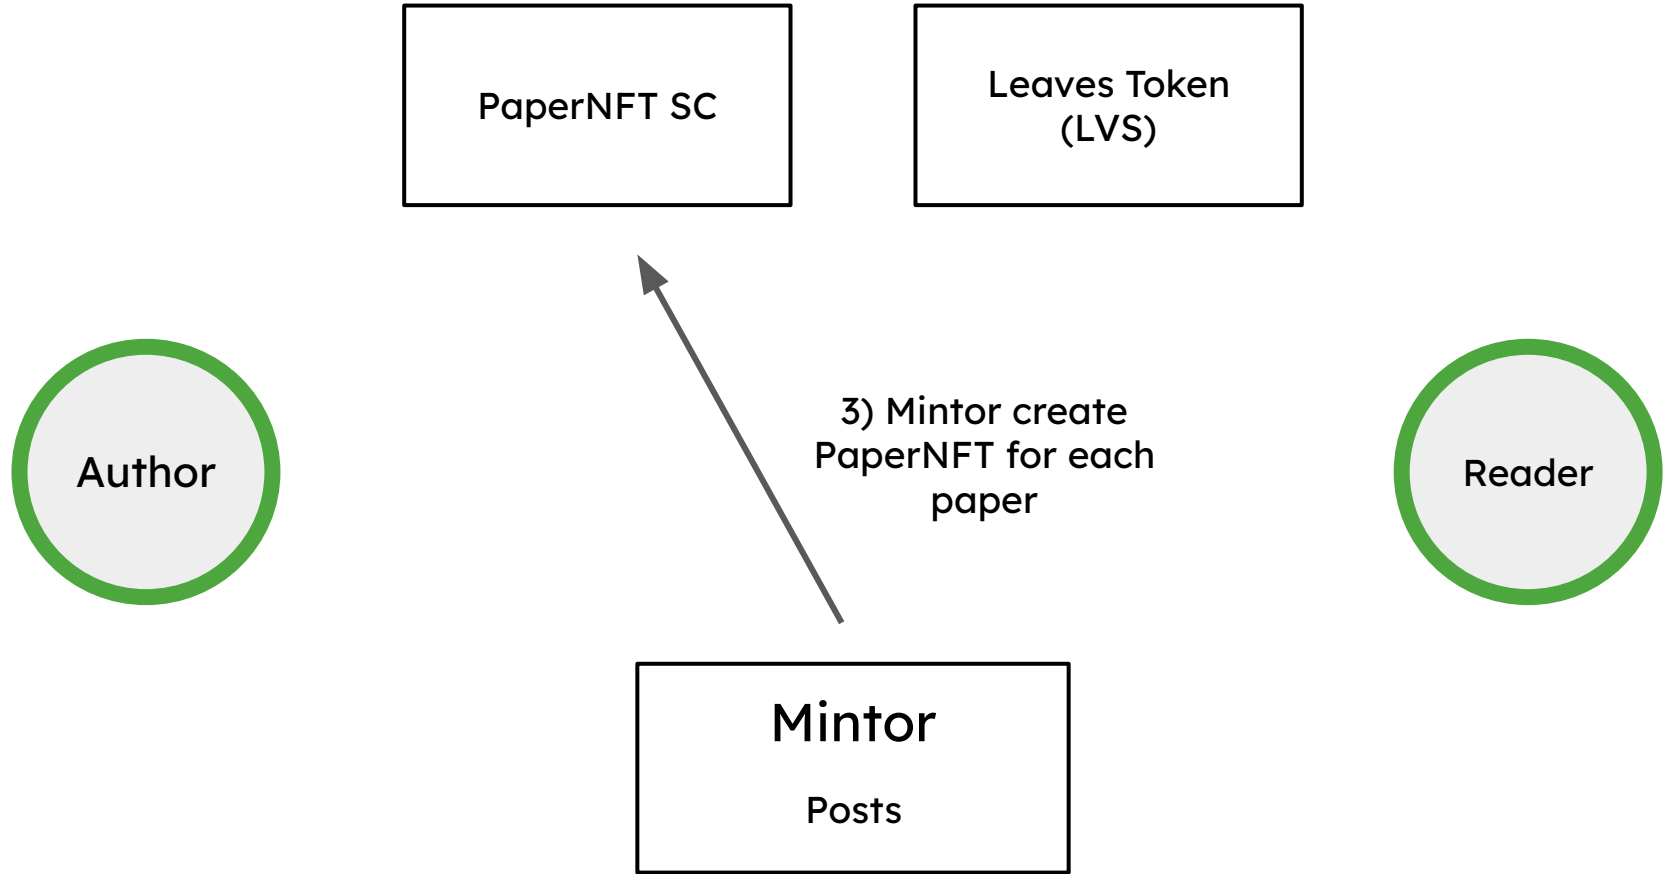 PaperNFT SC
Leaves Token
(LVS)
3) Mintor create
PaperNFT for each
paper
Author
Reader
Mintor
Posts